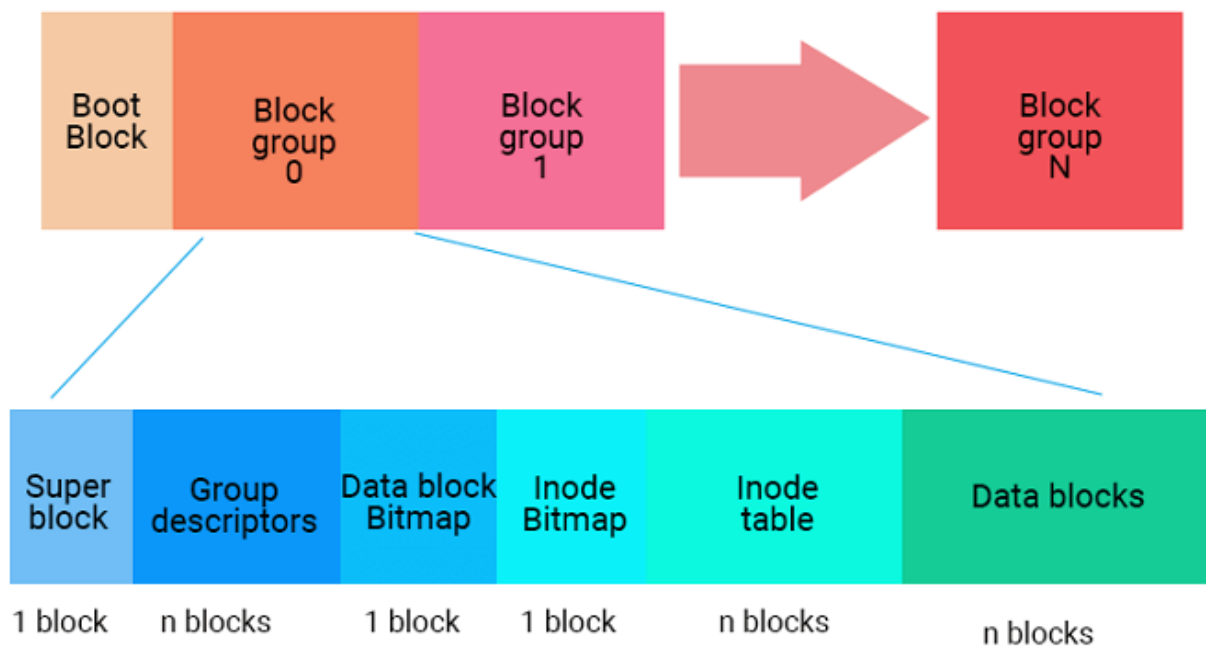 Boot
Block
Block
group
0
Block
group
1
Block
group
N
Super
block
Group
descriptors
Data block
Bitmap
Inode
Bitmap
Inode
table
Data blocks
1 block
n blocks
1 block
1 block
n blocks
n blocks